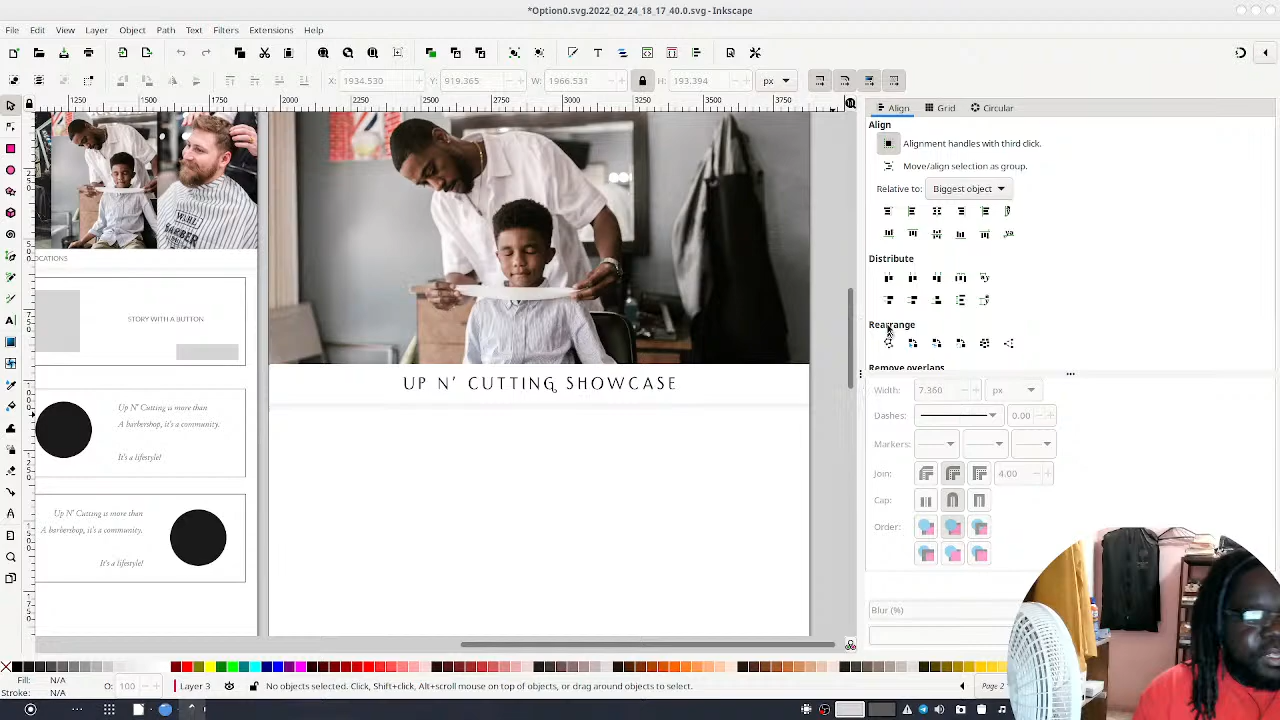 *Option0.svg.2022_02_24_18_17_40.0.svg - Inkscape
File Edit View Layer Object Path Text Filters Extensions Help
X: 1934.530 Y: 919.365 W: 1966.531 H: 193.394 px
1250 1500 1750 2000 2250 2500 2750 3000 3250 3500 3750
Align Grid Circular
Align
Alignment handles with third click.
Move/align selection as group.
Relative to: Biggest object
Distribute
Rearrange
Remove overlaps
Width: 7.360 px
Dashes: 0.00
Markers:
Join: 4.00
Cap:
Order:
Blur (%)
WAHL
BARBER
CATIONS
STORY WITH A BUTTON
Up N' Cutting is more than
A barbershop, it's a community.
It's a lifestyle!
Up N' Cutting is more than
A barbershop, it's a community.
It's a lifestyle!
UP N' CUTTING SHOWCASE
Fill: N/A
Stroke: N/A
O: 100
Layer 3
No objects selected. Click, Shift+click, Alt+scroll mouse on top of objects, or drag around objects to select.
Page 2